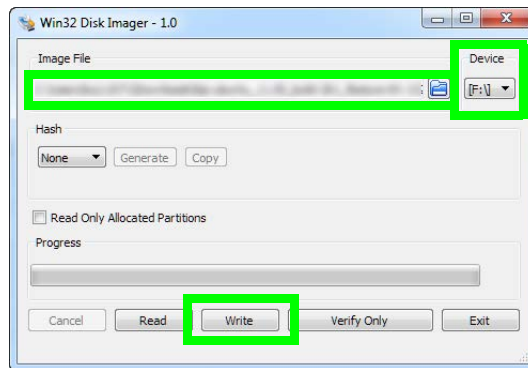 Win32 Disk Imager - 1.0
Image File
Device
[F:\]
Hash
None
Generate
Copy
Read Only Allocated Partitions
Progress
Cancel
Read
Write
Verify Only
Exit